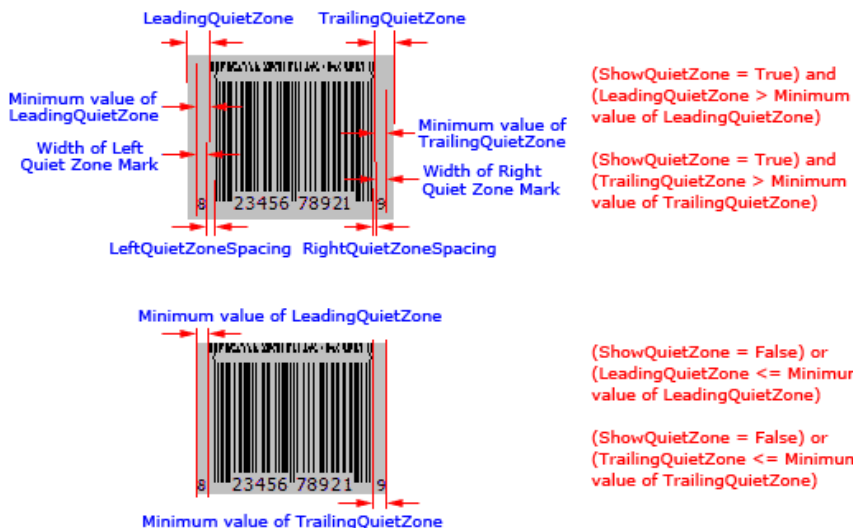 LeadingQuietZone TrailingQuietZone
Minimum value of
LeadingQuietZone
Width of Left
Quiet Zone Mark
Minimum value of
TrailingQuietZone
Width of Right
Quiet Zone Mark
8 23456 78921 9
LeftQuietZoneSpacing RightQuietZoneSpacing
(ShowQuietZone = True) and
(LeadingQuietZone > Minimum
value of LeadingQuietZone)
(ShowQuietZone = True) and
(TrailingQuietZone > Minimum
value of TrailingQuietZone)
Minimum value of LeadingQuietZone
8 23456 78921 9
Minimum value of TrailingQuietZone
(ShowQuietZone = False) or
(LeadingQuietZone <= Minimum
value of LeadingQuietZone)
(ShowQuietZone = False) or
(TrailingQuietZone <= Minimum
value of TrailingQuietZone)